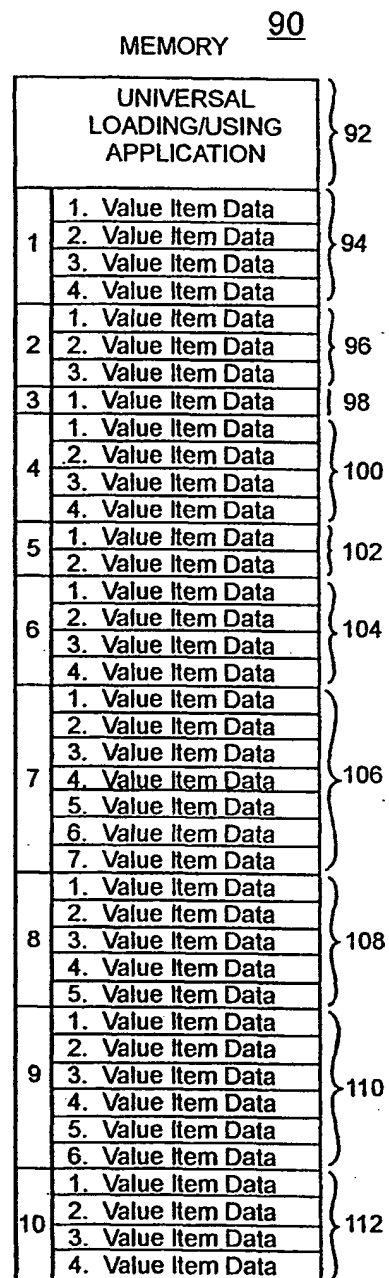 90
MEMORY
UNIVERSAL
LOADING/USING
APPLICATION
92
1. Value Item Data
2. Value Item Data
1
94
3. Value Item Data
4. Value Item Data
1. Value Item Data
2
2. Value Item Data
96
3. Value Item Data
3
1. Value Item Data
98
1. Value Item Data
2. Value Item Data
4
100
3. Value Item Data
4. Value Item Data
5
1. Value Item Data
102
2. Value Item Data
1. Value Item Data
2. Value Item Data
6
104
3. Value Item Data
4. Value Item Data
1. Value Item Data
2. Value Item Data
3. Value Item Data
7
4. Value Item Data
106
5. Value Item Data
6. Value Item Data
7. Value Item Data
1. Value Item Data
2. Value Item Data
8
3. Value Item Data
108
4. Value Item Data
5. Value Item Data
1. Value Item Data
2. Value Item Data
9
3. Value Item Data
110
4. Value Item Data
5. Value Item Data
6. Value Item Data
1. Value Item Data
10
2. Value Item Data
112
3. Value Item Data
4. Value Item Data